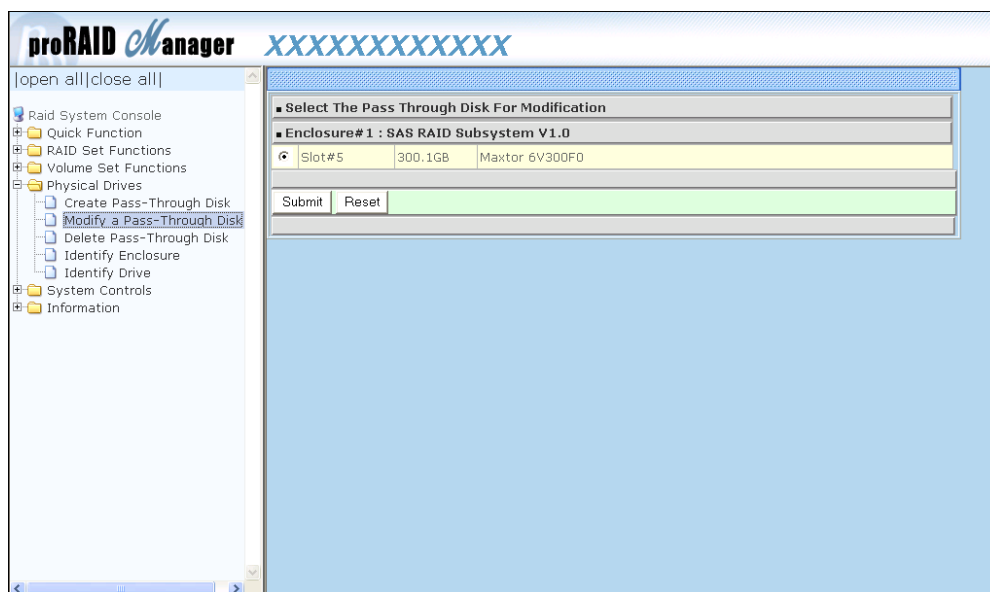 proRAID Manager XXXXXXXXXXXX
|open all|close all|
Raid System Console
Quick Function
RAID Set Functions
Volume Set Functions
Physical Drives
Create Pass-Through Disk
Modify a Pass-Through Disk
Delete Pass-Through Disk
Identify Enclosure
Identify Drive
System Controls
Information
Select The Pass Through Disk For Modification
Enclosure#1 : SAS RAID Subsystem V1.0
Slot#5 300.1GB Maxtor 6V300F0
Submit Reset